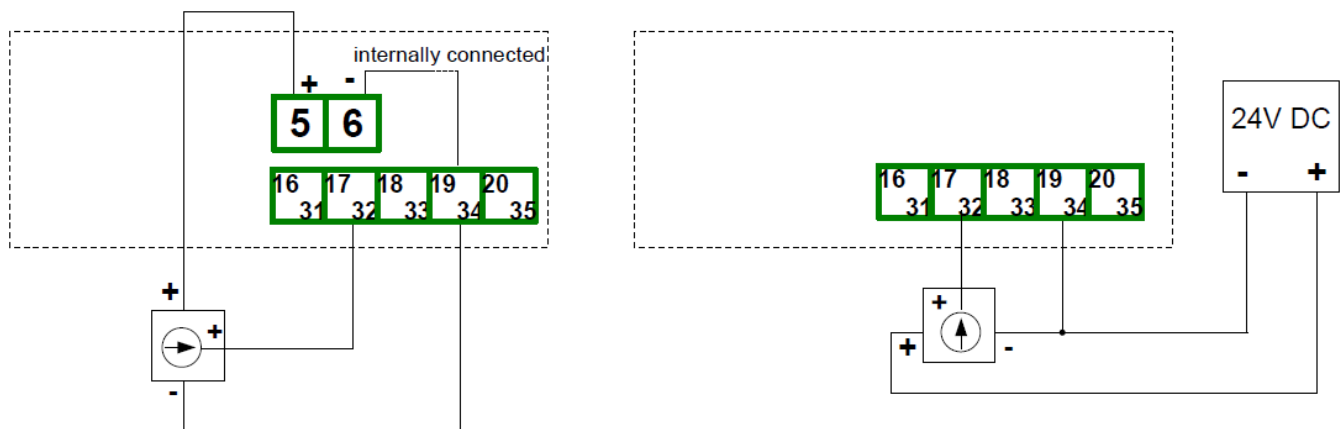 internally connected
+ -
5 6
16 17 18 19 20
31 32 33 34 35
+
+
-
16 17 18 19 20
31 32 33 34 35
24V DC
- +
+
+ -